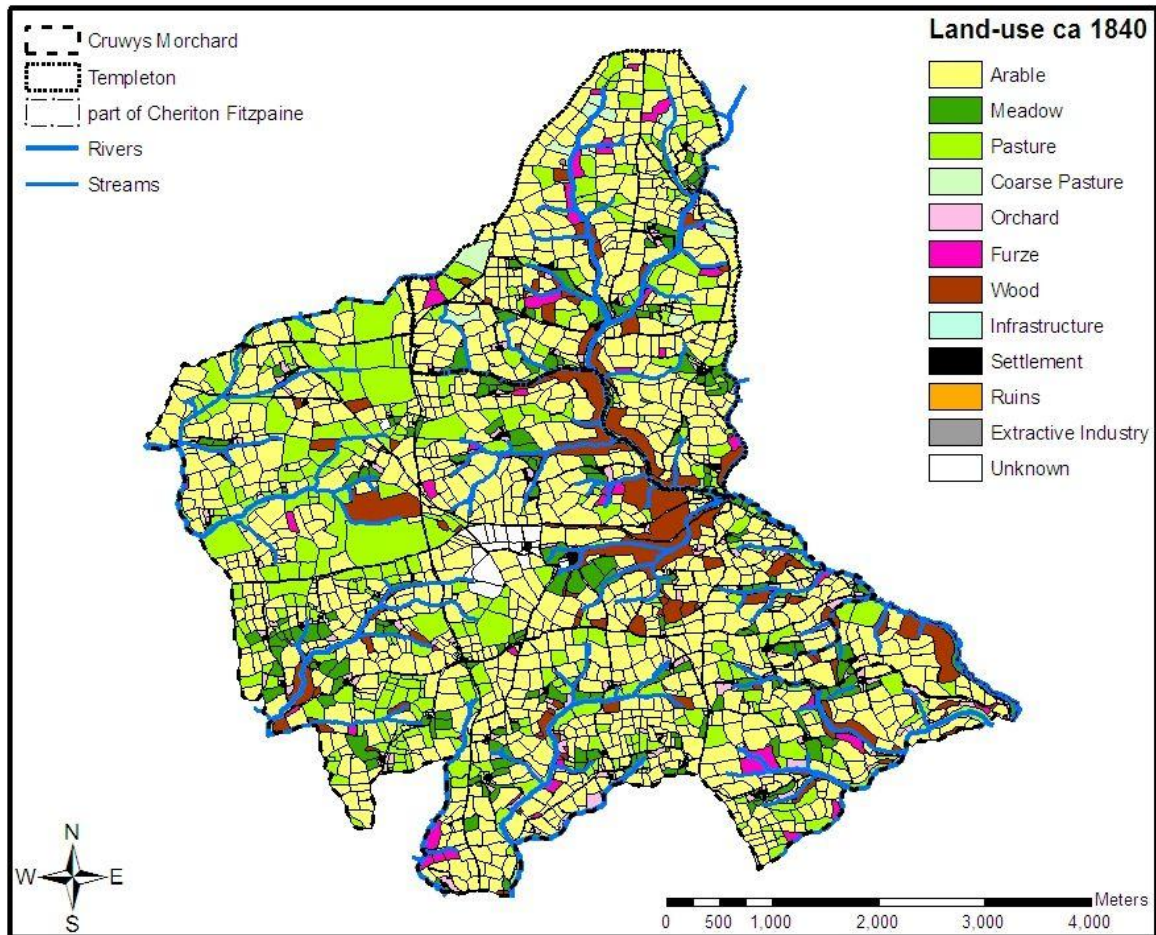 Cruwys Morchard
Templeton
part of Cheriton Fitzpaine
Rivers
Streams
Land-use ca 1840
Arable
Meadow
Pasture
Coarse Pasture
Orchard
Furze
Wood
Infrastructure
Settlement
Ruins
Extractive Industry
Unknown
N
W E
S
Meters
0 500 1,000 2,000 3,000 4,000